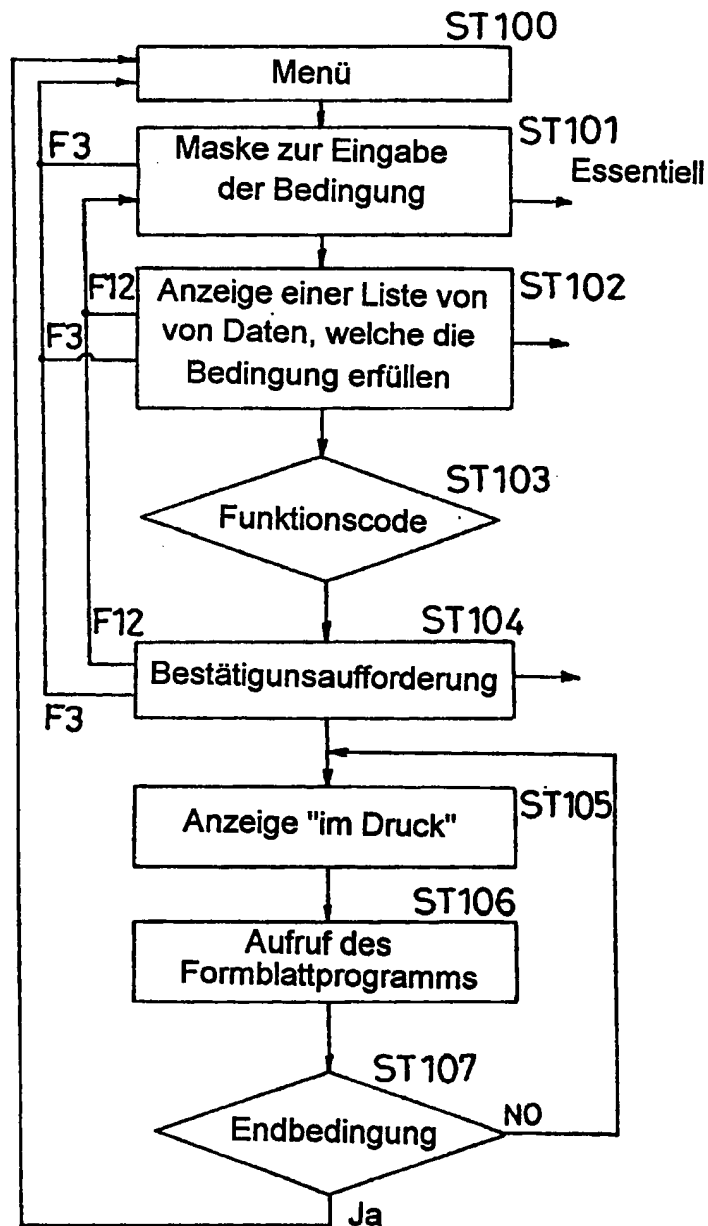 ST100
Menü
ST101
F3
Maske zur Eingabe
der Bedingung
Essentiell
ST102
F12
Anzeige einer Liste von
von Daten, welche die
Bedingung erfüllen
F3
ST103
Funktionscode
F12
ST104
Bestätigunsaufforderung
F3
ST105
Anzeige "im Druck"
ST106
Aufruf des
Formblattprogramms
ST107
Endbedingung
NO
Ja